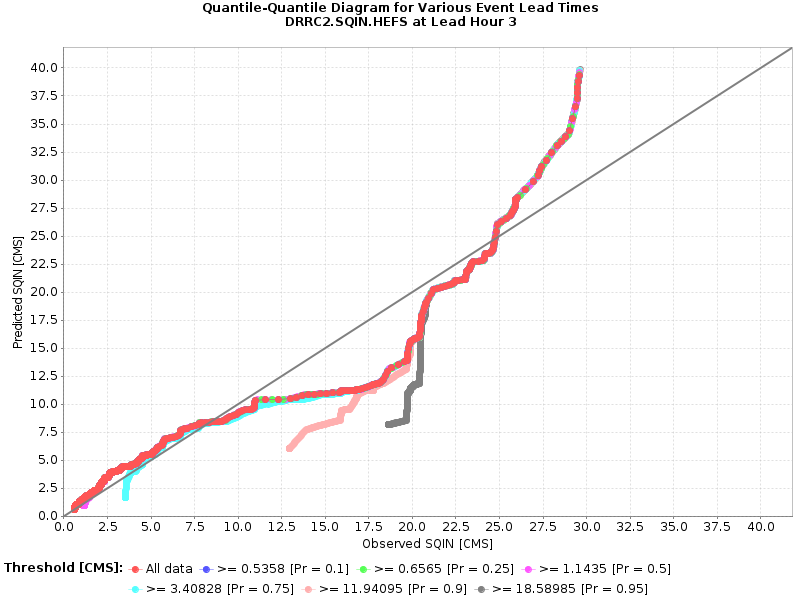 Quantile-Quantile Diagram for Various Event Lead Times
DRRC2.SQIN.HEFS at Lead Hour 3
40.0
37.5
35.0
32.5
30.0
27.5
25.0
22.5
20.0
17.5
15.0
12.5
10.0
7.5
5.0
2.5
0.0
Predicted SQIN [CMS]
0.0 2.5 5.0 7.5 10.0 12.5 15.0 17.5 20.0 22.5 25.0 27.5 30.0 32.5 35.0 37.5 40.0
Observed SQIN [CMS]
Threshold [CMS]: All data >= 0.5358 [Pr = 0.1] >= 0.6565 [Pr = 0.25] >= 1.1435 [Pr = 0.5]
>= 3.40828 [Pr = 0.75] >= 11.94095 [Pr = 0.9] >= 18.58985 [Pr = 0.95]